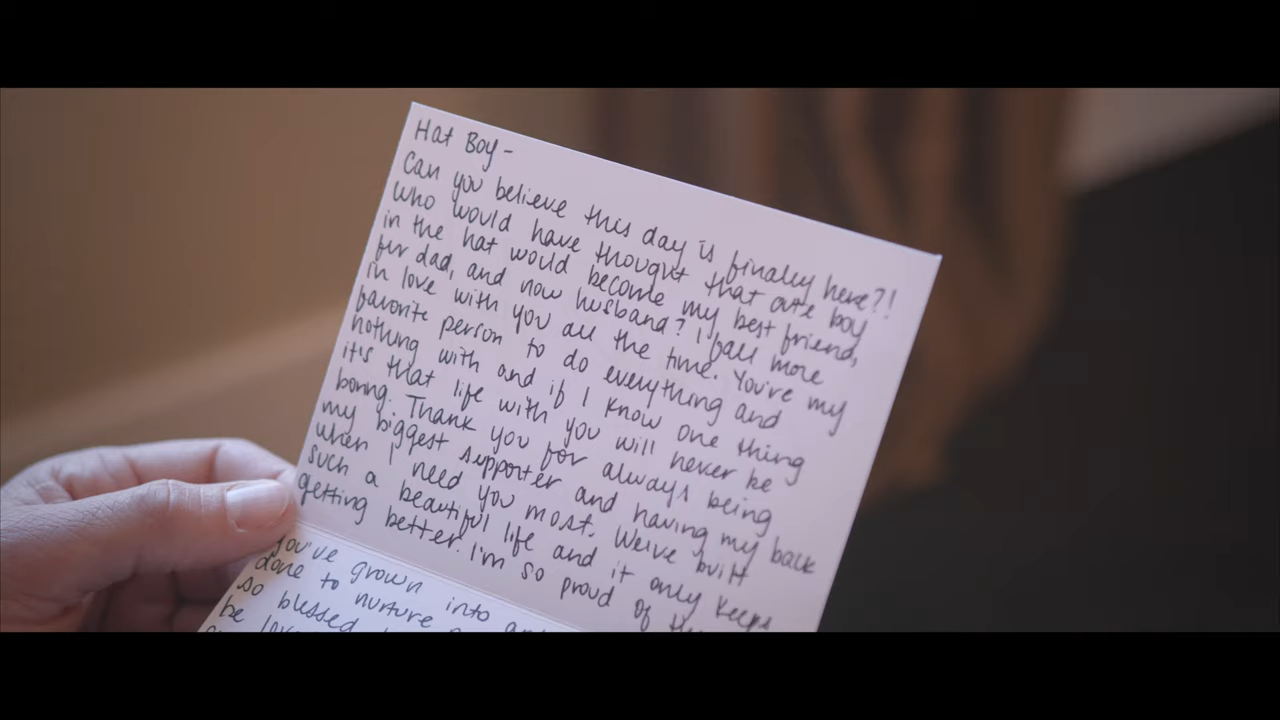 Hat Boy -
Can you believe this day is finally here?!
Who would have thought that cute boy
in the hat would become my best friend,
fur dad, and now husband? I fall more
in love with you all the time. You're my
favorite person to do everything and
nothing with and if I know one thing
it's that life with you will never be
boring. Thank you for always being
my biggest supporter and having my back
when I need you most. We've built
such a beautiful life and it only keeps
getting better. I'm so proud of
you've grown into
done to nurture
so blessed
be